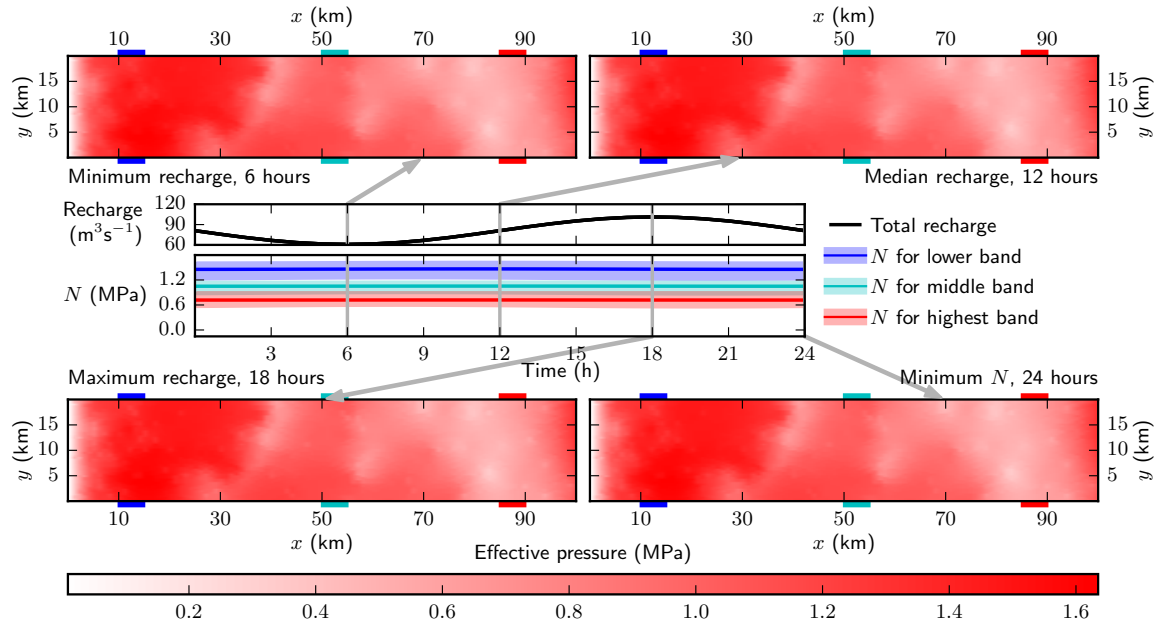 x (km) x (km)
10 30 50 70 90 10 30 50 70 90
y (km) 15 10 5 15 10 5 y (km)
Minimum recharge, 6 hours Median recharge, 12 hours
Recharge (m³s⁻¹) 120 90 60
Total recharge
N (MPa) 1.2 0.6 0.0
N for lower band
N for middle band
N for highest band
3 6 9 12 15 18 21 24
Time (h)
Maximum recharge, 18 hours Minimum N, 24 hours
y (km) 15 10 5 15 10 5 y (km)
10 30 50 70 90 10 30 50 70 90
x (km) x (km)
Effective pressure (MPa)
0.2 0.4 0.6 0.8 1.0 1.2 1.4 1.6